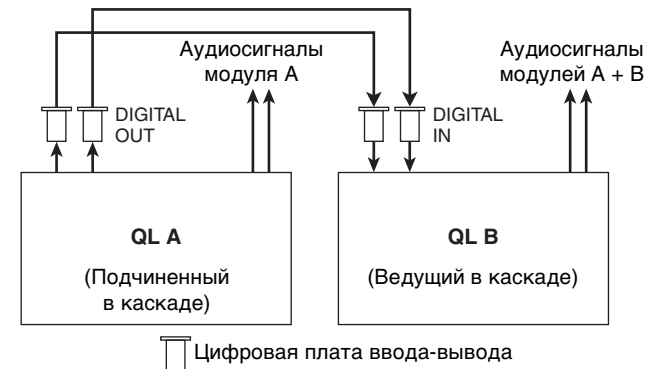 Аудиосигналы
модуля A
Аудиосигналы
модулей A + B
DIGITAL
OUT
DIGITAL
IN
QL A
(Подчиненный
в каскаде)
QL B
(Ведущий в каскаде)
Цифровая плата ввода-вывода